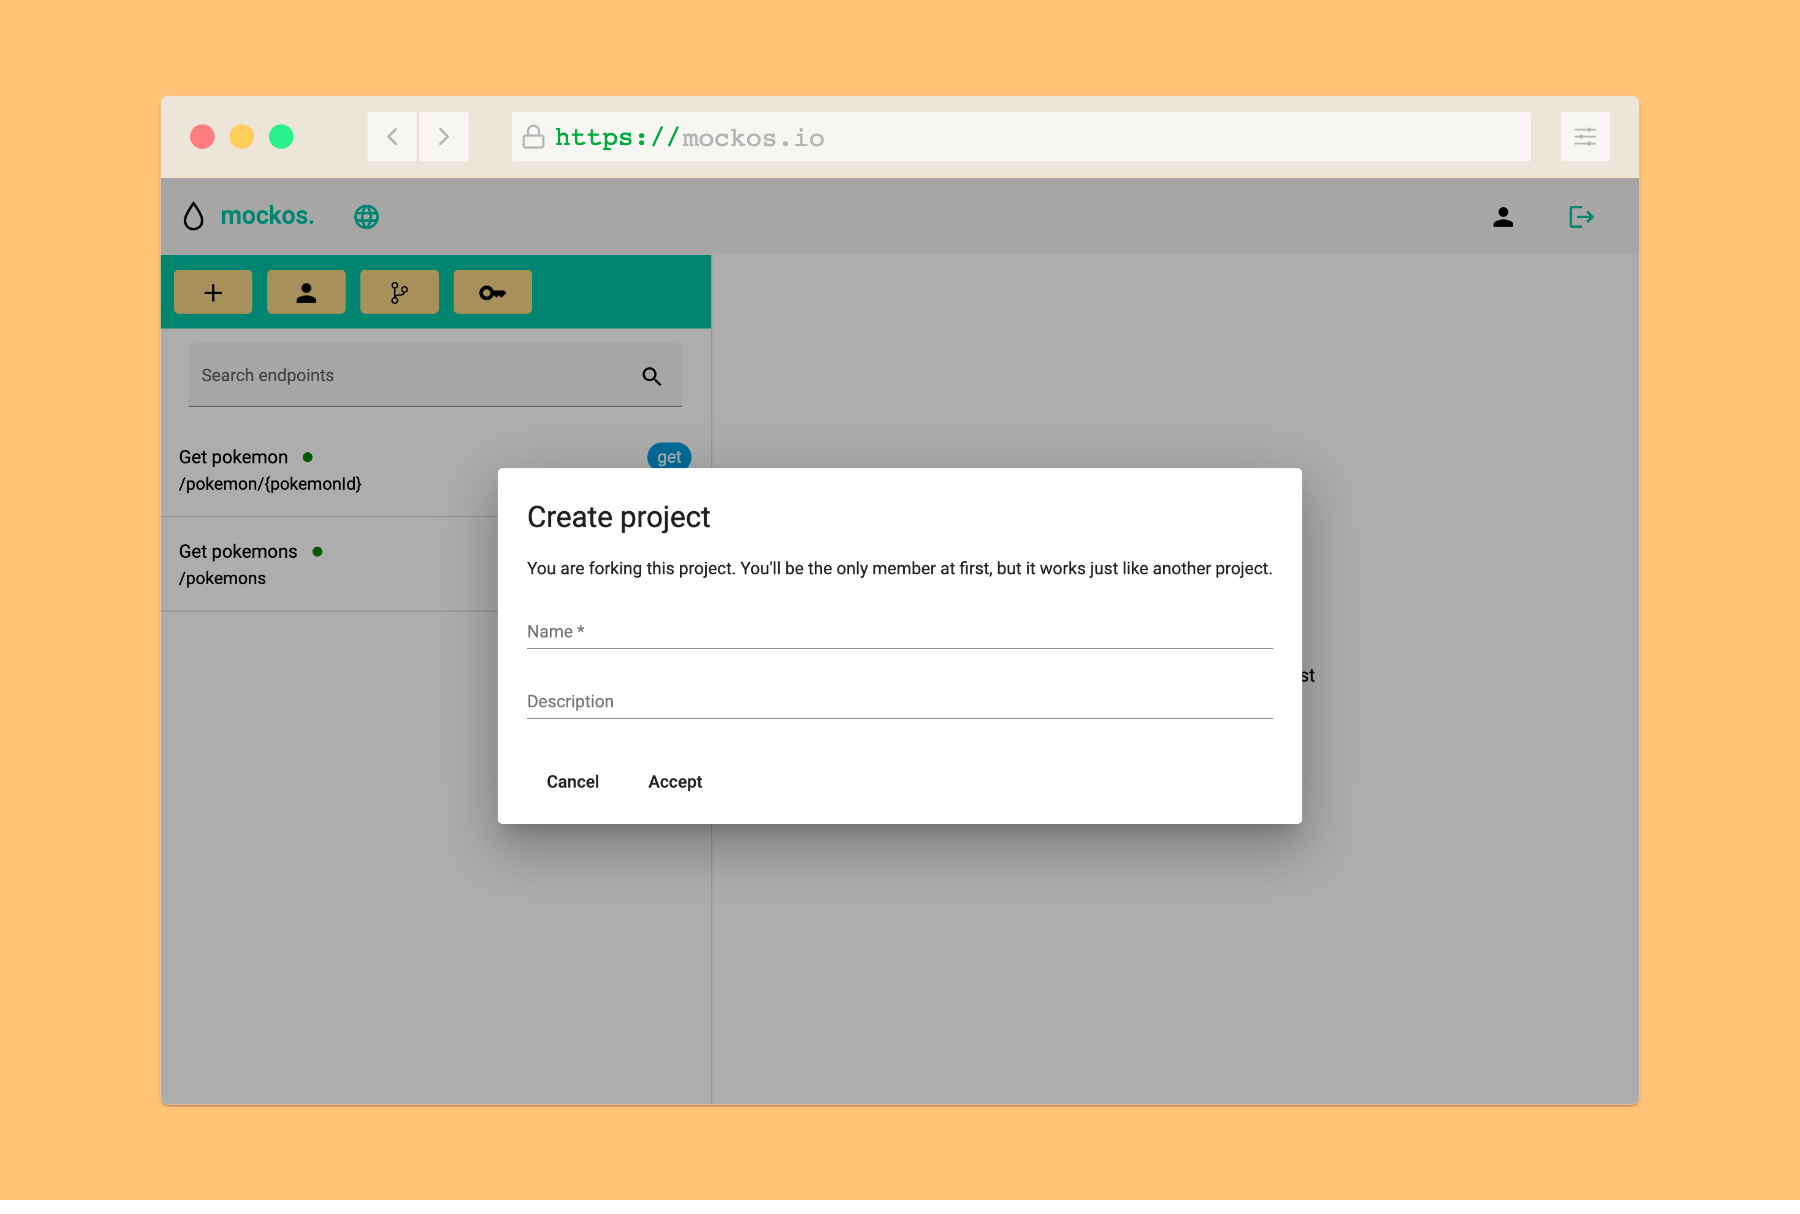 https://mockos.io
mockos.
Search endpoints
Get pokemon
get
/pokemon/{pokemonId}
Get pokemons
/pokemons
Create project
You are forking this project. You'll be the only member at first, but it works just like another project.
Name *
st
Description
Cancel
Accept